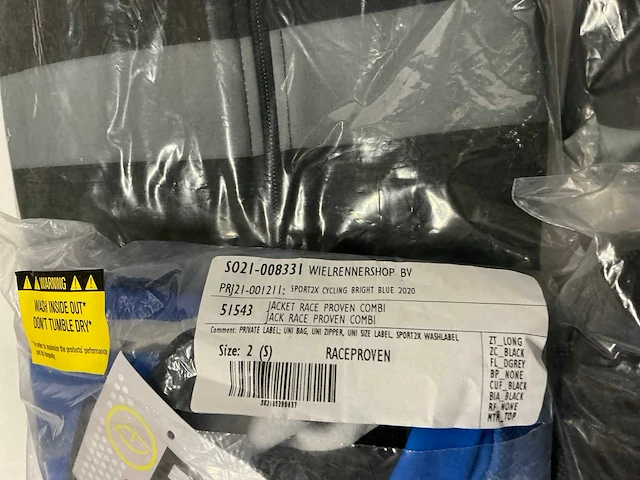 WARNING
WASH INSIDE OUT*
DON'T TUMBLE DRY*
SO21-008331 WIELRENNERSHOP BV
PRJ21-001211; SPORT2X CYCLING BRIGHT BLUE 2020
51543 JACKET RACE PROVEN COMBI
JACK RACE PROVEN COMBI
Comment: PRIVATE LABEL, UNI BAG, UNI ZIPPER, UNI SIZE LABEL, SPORT2X WASHLABEL
Size: 2 (S) RACEPROVEN
ZT_LONG
ZC_BLACK
FL_DGREY
BP_NONE
CUF_BLACK
BIA_BLACK
RF_NONE
MTR_TOP